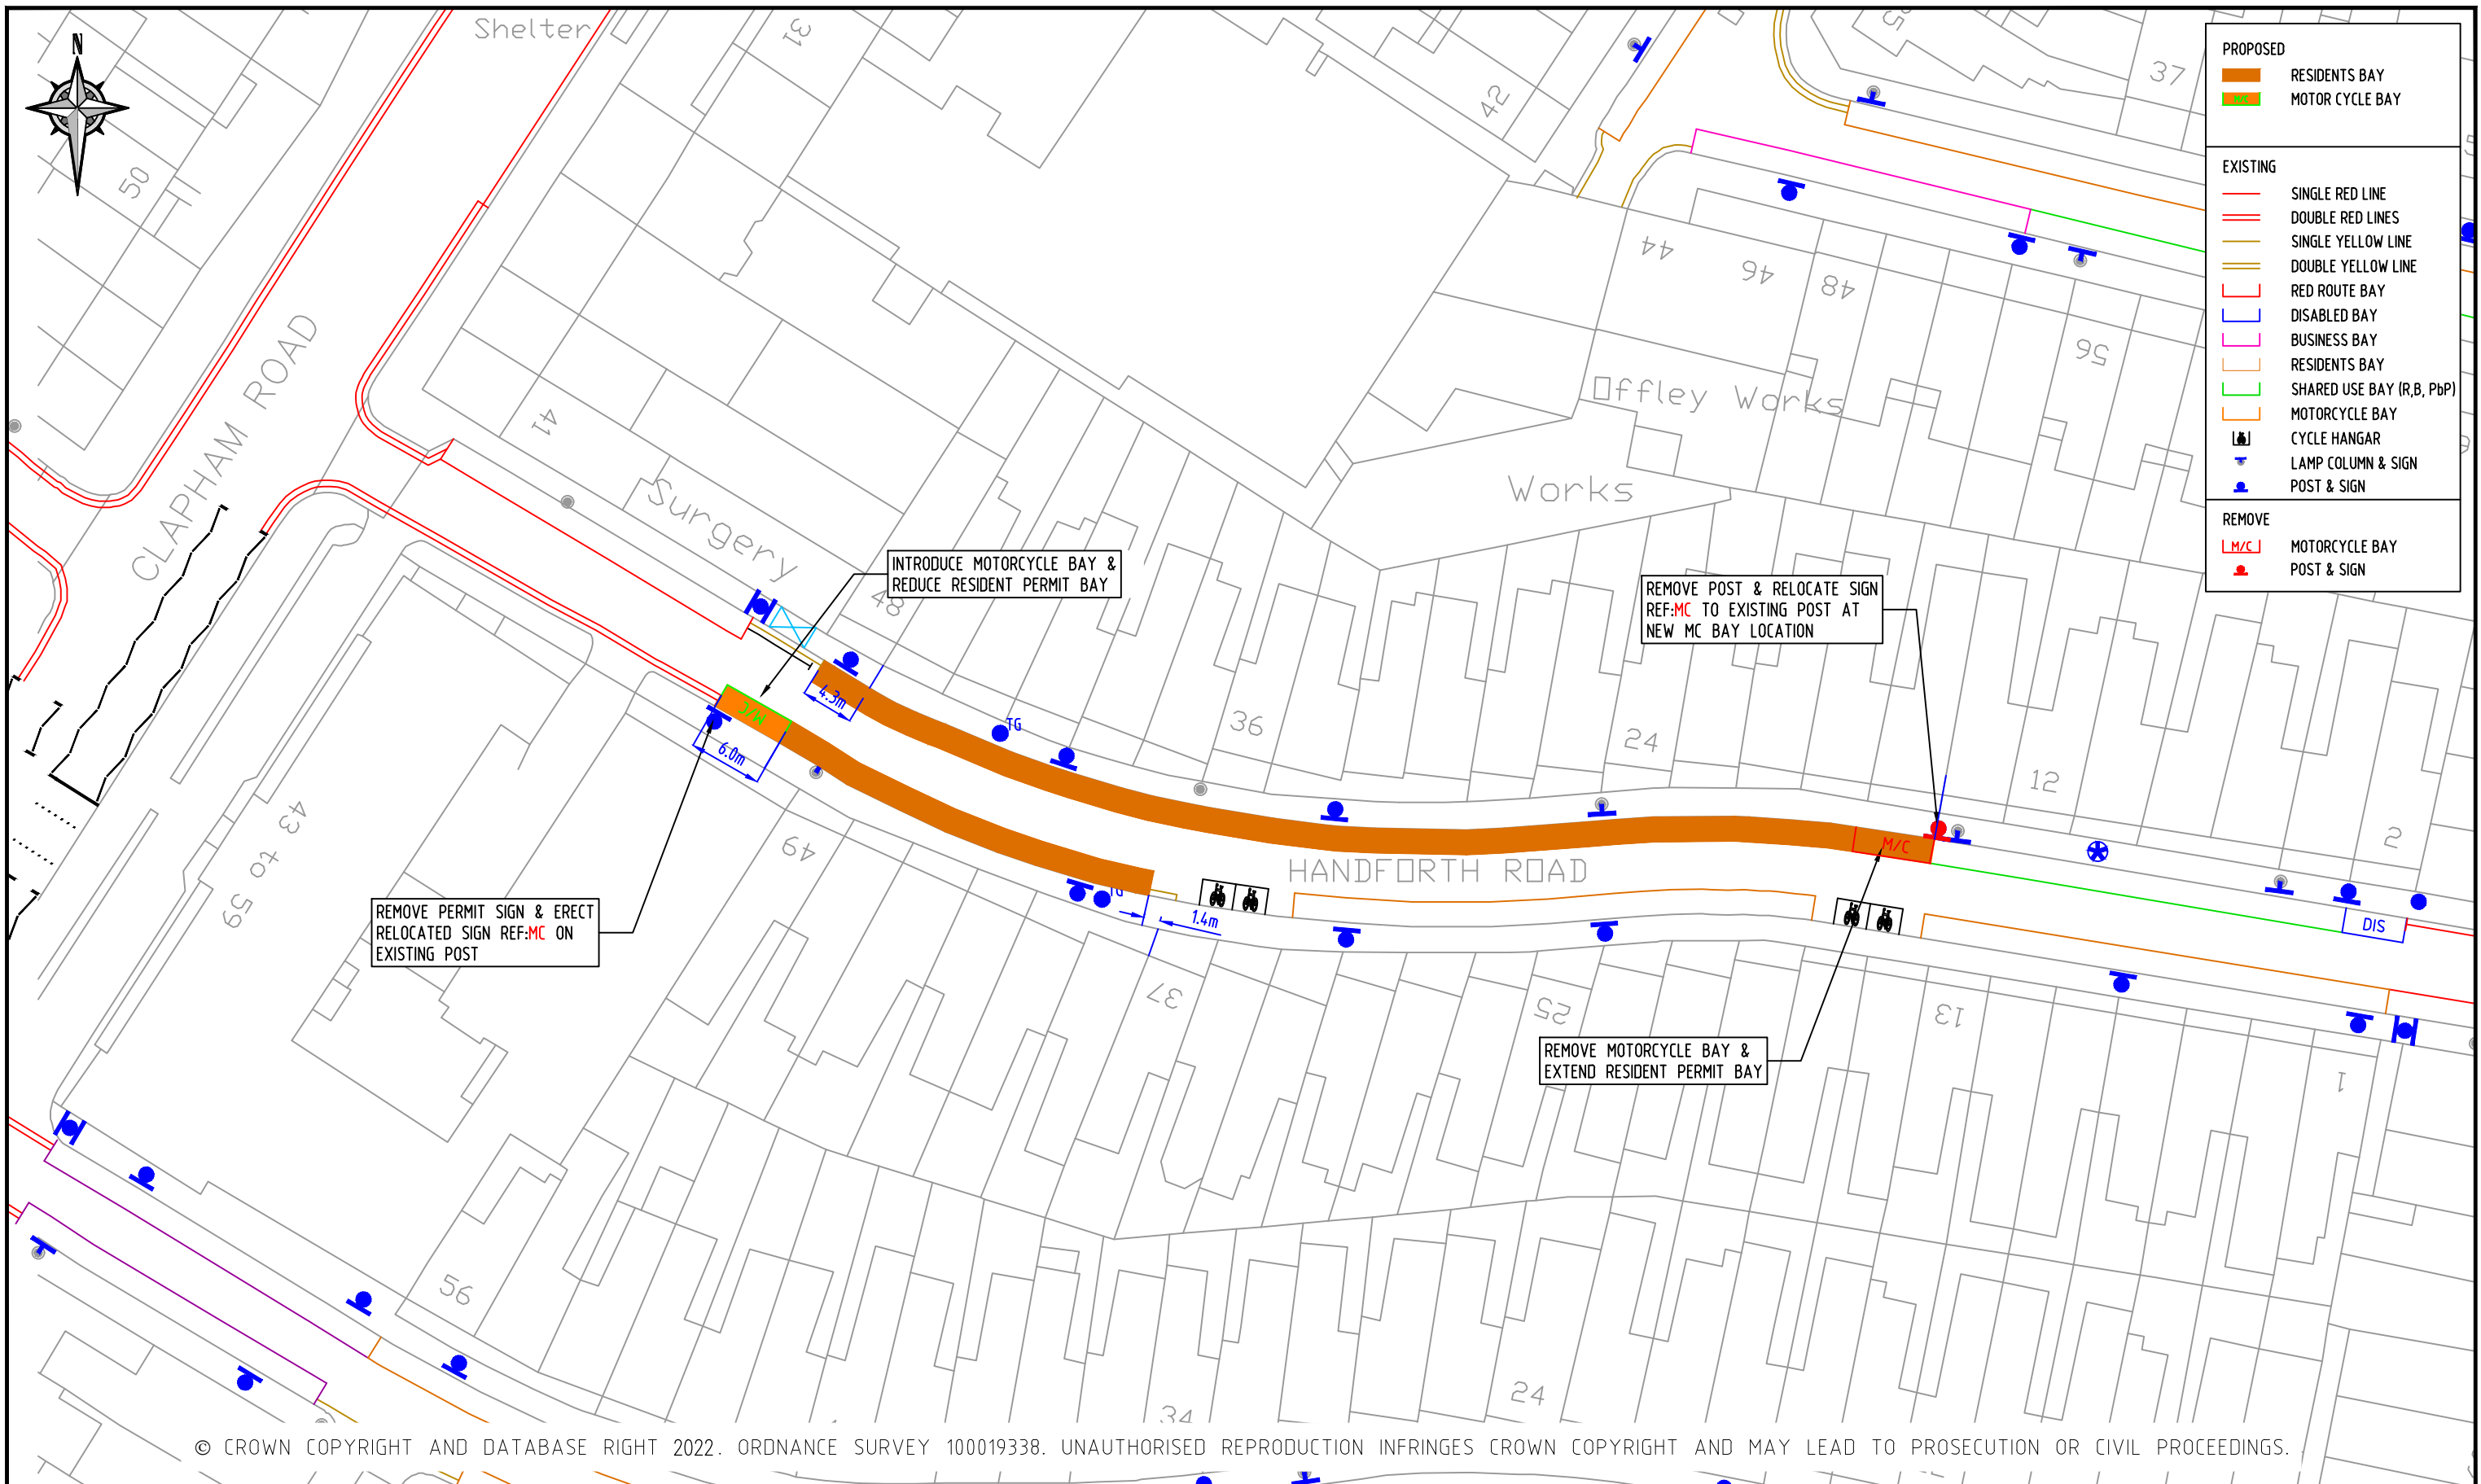 Shelter
31
N
50
42
37
CLAPHAM ROAD
41
Surgery
48
44
46
48
56
Offley Works
Works
PROPOSED
RESIDENTS BAY
M/C MOTOR CYCLE BAY
EXISTING
SINGLE RED LINE
DOUBLE RED LINES
SINGLE YELLOW LINE
DOUBLE YELLOW LINE
RED ROUTE BAY
DISABLED BAY
BUSINESS BAY
RESIDENTS BAY
SHARED USE BAY (R,B, PbP)
MOTORCYCLE BAY
CYCLE HANGAR
LAMP COLUMN & SIGN
POST & SIGN
REMOVE
M/C MOTORCYCLE BAY
POST & SIGN
INTRODUCE MOTORCYCLE BAY &
REDUCE RESIDENT PERMIT BAY
REMOVE POST & RELOCATE SIGN
REF:MC TO EXISTING POST AT
NEW MC BAY LOCATION
4.3m
M/C
6.0m
TG
36
24
12
2
43 to 59
49
HANDFORTH ROAD
M/C
TG
1.4m
DIS
REMOVE PERMIT SIGN & ERECT
RELOCATED SIGN REF:MC ON
EXISTING POST
37
25
13
1
REMOVE MOTORCYCLE BAY &
EXTEND RESIDENT PERMIT BAY
56
34
24
© CROWN COPYRIGHT AND DATABASE RIGHT 2022. ORDNANCE SURVEY 100019338. UNAUTHORISED REPRODUCTION INFRINGES CROWN COPYRIGHT AND MAY LEAD TO PROSECUTION OR CIVIL PROCEEDINGS.